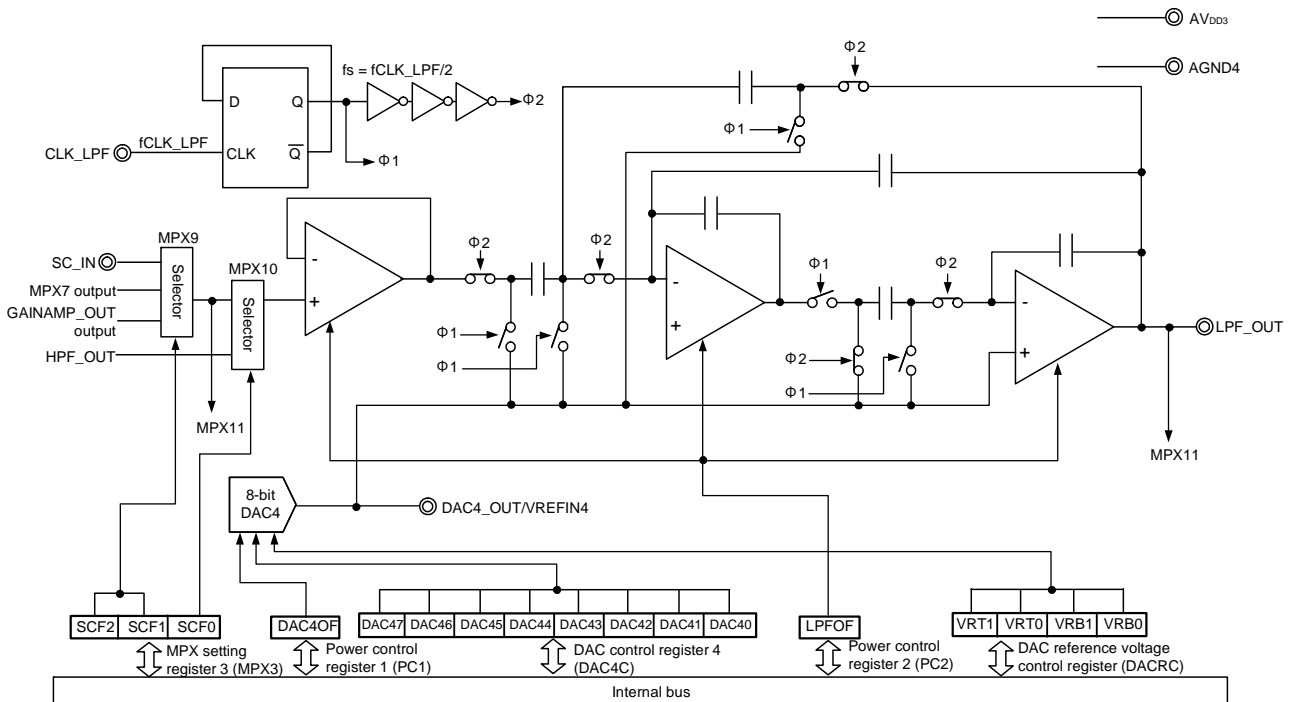 AVDD3
AGND4
fs = fCLK_LPF/2
D
Q
Φ2
Φ1
CLK_LPF
fCLK_LPF
CLK
Q
Φ2
Φ1
MPX9
SC_IN
Selector
MPX7 output
GAINAMP_OUT
output
HPF_OUT
MPX10
Selector
MPX11
-
+
Φ2
Φ1
Φ1
Φ2
-
+
Φ1
Φ2
Φ2
Φ1
-
+
LPF_OUT
MPX11
8-bit
DAC4
DAC4_OUT/VREFIN4
SCF2 SCF1 SCF0
MPX setting
register 3 (MPX3)
DAC4OF
Power control
register 1 (PC1)
DAC47 DAC46 DAC45 DAC44 DAC43 DAC42 DAC41 DAC40
DAC control register 4
(DAC4C)
LPFOF
Power control
register 2 (PC2)
VRT1 VRT0 VRB1 VRB0
DAC reference voltage
control register (DACRC)
Internal bus